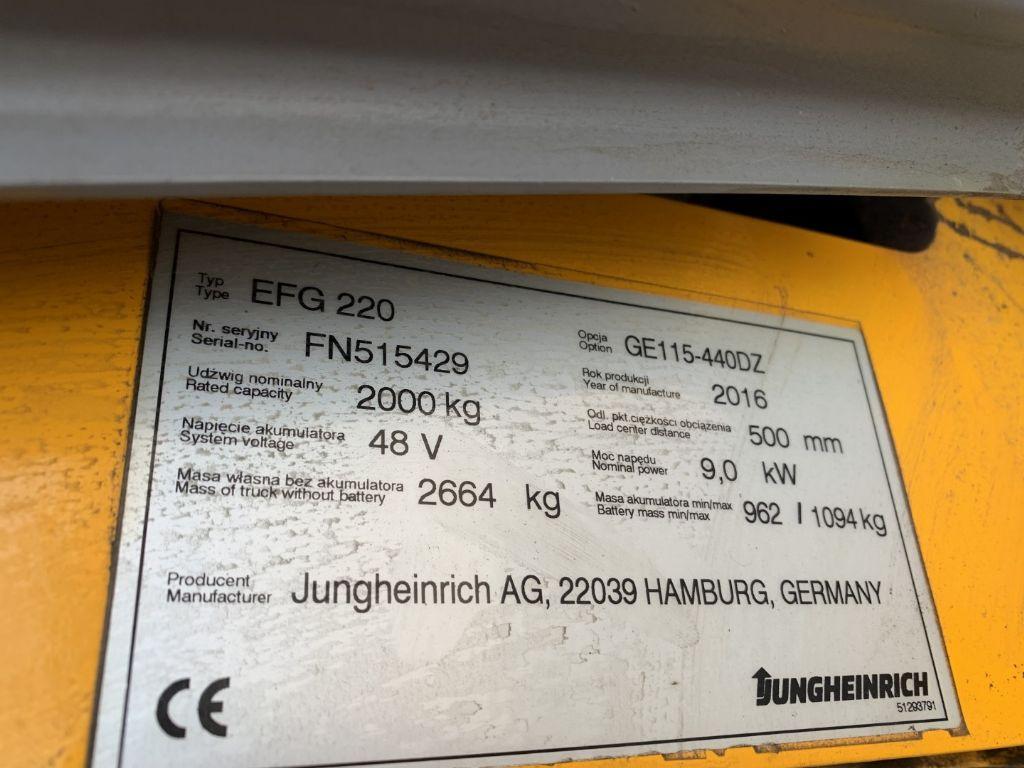 Typ
Type EFG 220
Nr. seryjny
Serial-no. FN515429
Udźwig nominalny
Rated capacity 2000 kg
Napięcie akumulatora
System voltage 48 V
Masa własna bez akumulatora
Mass of truck without battery 2664 kg
Opcja
Option GE115-440DZ
Rok produkcji
Year of manufacture 2016
Odl. pkt.ciężkości obciążenia
Load center distance 500 mm
Moc napędu
Nominal power 9,0 kW
Masa akumulatora min/max
Battery mass min/max 962 / 1094 kg
Producent
Manufacturer Jungheinrich AG, 22039 HAMBURG, GERMANY
CE
JUNGHEINRICH
51293791